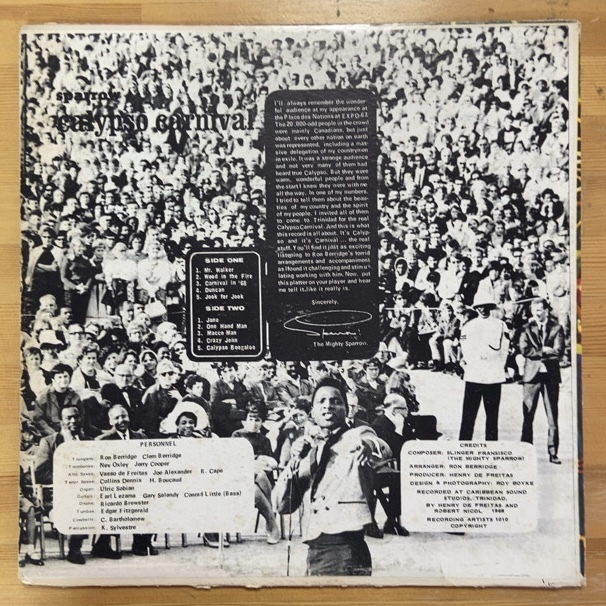 sparrow
calypso carnival
I'll always remember the wonder-
ful audience at my appearance at
the Place des Nations at EXPO-67.
The 20,000-odd people in the crowd
were mainly Canadians, but just
about every other nation on earth
was represented, including a mas-
sive delegation of my countrymen
in exile. It was a strange audience
and not very many of them had
heard true Calypso. But they were
warm, wonderful people and from
the start I knew they were with me
all the way. In one of my numbers,
I tried to tell them about the beau-
ties of my country and the spirit
of my people. I invited all of them
to come to Trinidad for the real
Calypso Carnival. And this is what
this record is all about. It's Calyp-
so and it's Carnival ... the real
stuff. You'll find it just as exciting
listening to Ron Berridge's torrid
arrangements and accompaniment
as I found it challenging and stimu-
lating working with him. Now, put
this platter on your player and hear
me tell it, like it really is.
Sincerely,
Sparrow!
The Mighty Sparrow.
SIDE ONE
1. Mr. Walker
2. Wood in the Fire
3. Carnival in '68
4. Duncan
5. Jook for Jook
SIDE TWO
1. Jane
2. One Hand Man
3. Macco Man
4. Crazy Jane
5. Calypso Boogaloo
PERSONNEL
Trumpets: Ron Berridge Clem Berridge
Trombones: Nev Oxley Jerry Cooper
Alto Saxes: Vasso de Freitas Joe Alexander R. Cape
Tenor Saxes: Collins Dennis H. Boucaud
Organ: Ulric Sobian
Guitars: Earl Lezama Gary Salandy Conrad Little (Bass)
Drums: Ricardo Brewster
Tumbas: Edgar Fitzgerald
Cowbells: C. Bartholomew
Percussion: K. Sylvestre
CREDITS
COMPOSER: SLINGER FRANSISCO
(THE MIGHTY SPARROW)
ARRANGER: RON BERRIDGE
PRODUCER: HENRY DE FREITAS
DESIGN & PHOTOGRAPHY: ROY BOYKE
RECORDED AT CARIBBEAN SOUND
STUDIOS, TRINIDAD,
BY HENRY DE FREITAS AND
ROBERT NICOL 1968
RECORDING ARTISTS 1010
COPYRIGHT